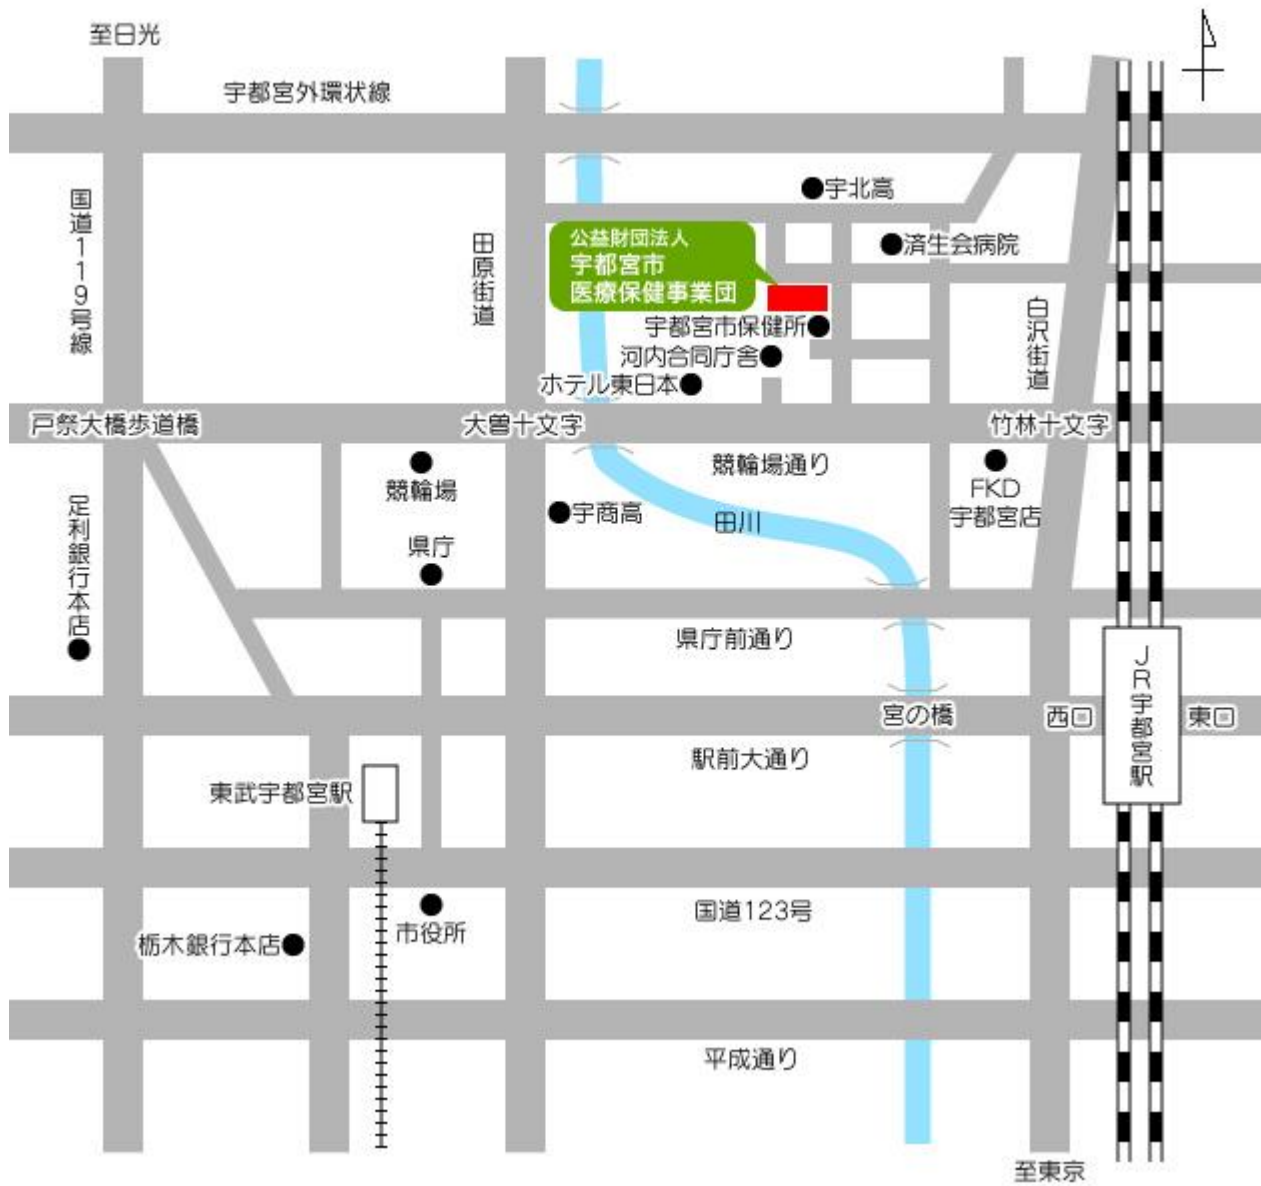 至日光
宇都宮外環状線
国道119号線
田原街道
宇北高
済生会病院
公益財団法人
宇都宮市
医療保健事業団
宇都宮市保健所
河内合同庁舎
ホテル東日本
白沢街道
戸祭大橋歩道橋
大曽十文字
竹林十文字
競輪場通り
競輪場
FKD
宇都宮店
宇商高
田川
足利銀行本店
県庁
県庁前通り
JR宇都宮駅
宮の橋
西口
東口
駅前大通り
東武宇都宮駅
国道123号
市役所
栃木銀行本店
平成通り
至東京